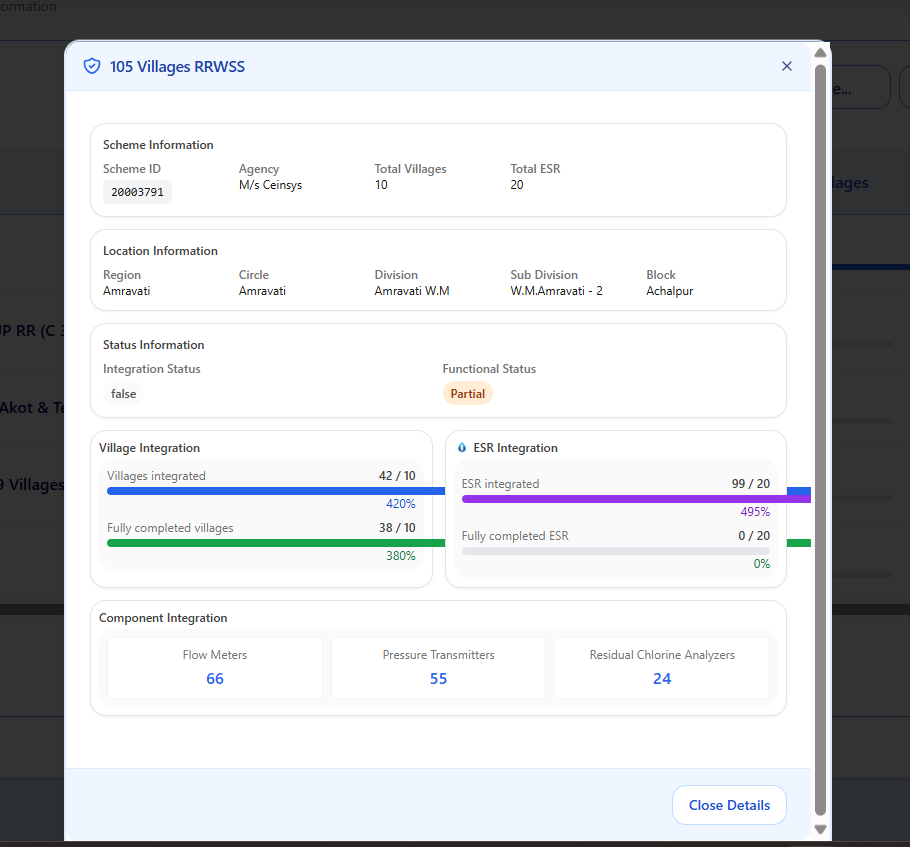 ormation
105 Villages RRWSS
e...
Scheme Information
Scheme ID
Agency
Total Villages
Total ESR
20003791
M/s Ceinsys
10
20
lages
Location Information
Region
Circle
Division
Sub Division
Block
Amravati
Amravati
Amravati W.M
W.M.Amravati - 2
Achalpur
JP RR (C 3
Status Information
Integration Status
Functional Status
false
Partial
Akot & Te
Village Integration
ESR Integration
Villages integrated
42 / 10
420%
ESR integrated
99 / 20
495%
9 Villages
Fully completed villages
38 / 10
380%
Fully completed ESR
0 / 20
0%
Component Integration
Flow Meters
66
Pressure Transmitters
55
Residual Chlorine Analyzers
24
Close Details